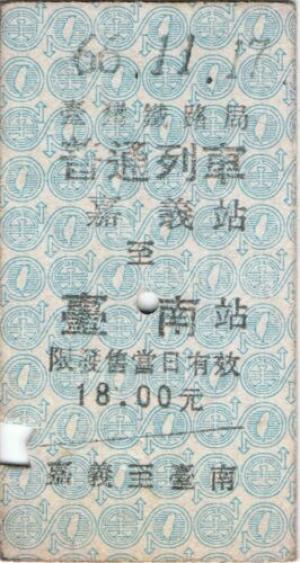 66.11.17
臺灣鐵路局
普通列車
嘉義站
至
臺南站
限發售當日有效
18.00元
嘉義至臺南